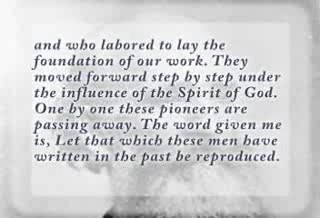 and who labored to lay the
foundation of our work. They
moved forward step by step under
the influence of the Spirit of God.
One by one these pioneers are
passing away. The word given me
is, Let that which these men have
written in the past be reproduced.